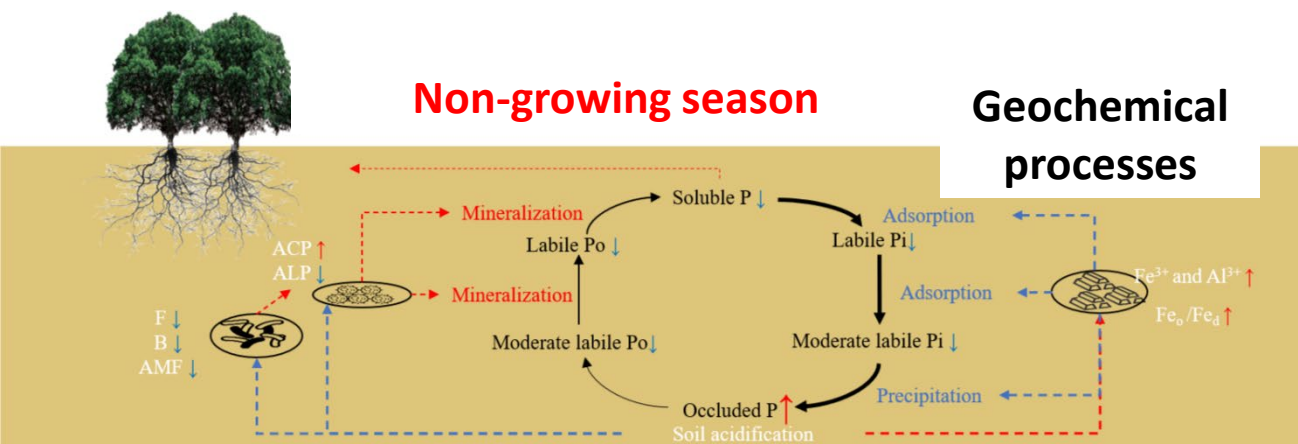 Non-growing season
Geochemical
processes
Soluble P ↓
Mineralization
Adsorption
Labile Po ↓
Labile Pi↓
ACP ↑
ALP ↓
Fe³⁺ and Al³⁺ ↑
Mineralization
Adsorption
F ↓
Feₒ/Fe_d ↑
B ↓
Moderate labile Po↓
Moderate labile Pi ↓
AMF ↓
Precipitation
Occluded P ↑
Soil acidification